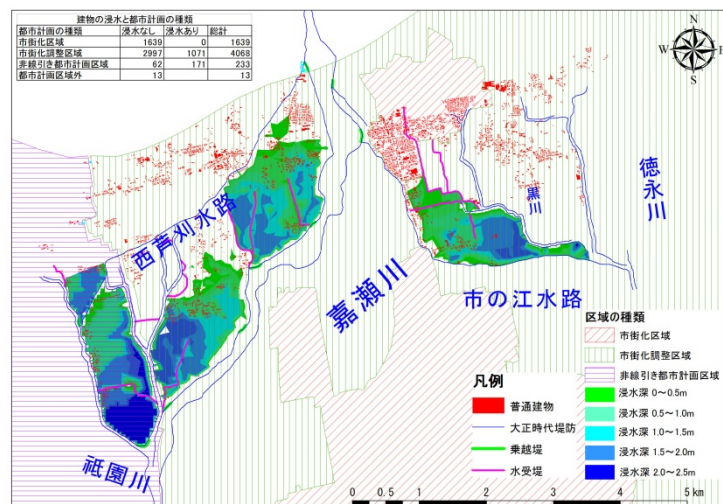 建物の浸水と都市計画の種類
都市計画の種類 浸水なし 浸水あり 総計
市街化区域 1639 0 1639
市街化調整区域 2997 1071 4068
非線引き都市計画区域 62 171 233
都市計画区域外 13 13
N
W E
S
西芦刈水路
嘉瀬川
黒川
徳永川
市の江水路
祗園川
区域の種類
市街化区域
市街化調整区域
非線引き都市計画区域
浸水深 0～0.5m
浸水深 0.5～1.0m
浸水深 1.0～1.5m
浸水深 1.5～2.0m
浸水深 2.0～2.5m
凡例
普通建物
大正時代堤防
乗越堤
水受堤
0 0.5 1 2 3 4 5 km